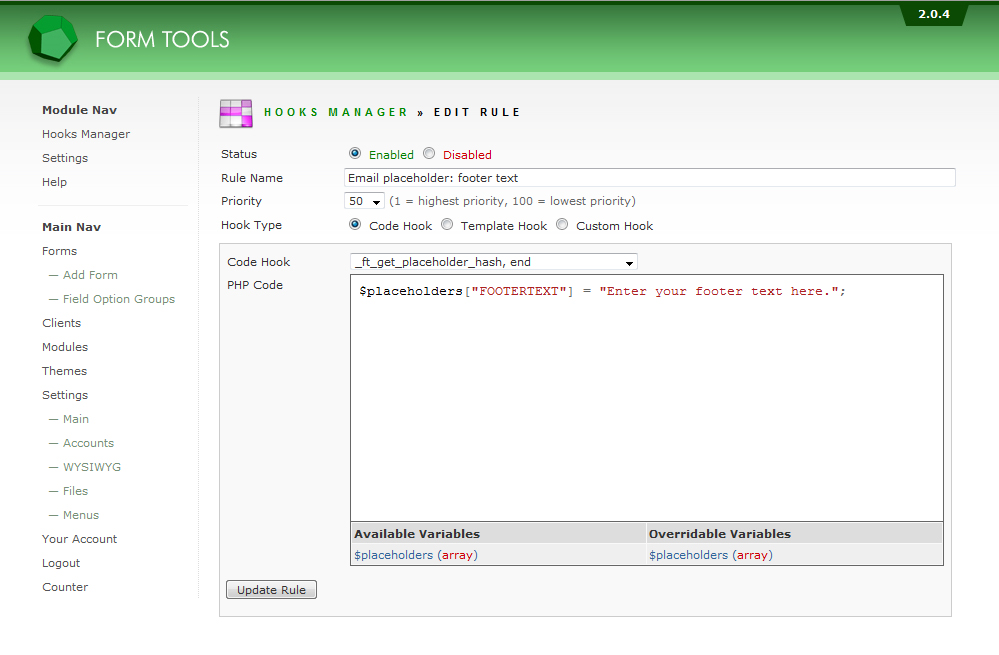 2.0.4
FORM TOOLS
Module Nav
Hooks Manager
Settings
Help
Main Nav
Forms
— Add Form
— Field Option Groups
Clients
Modules
Themes
Settings
— Main
— Accounts
— WYSIWYG
— Files
— Menus
Your Account
Logout
Counter
HOOKS MANAGER » EDIT RULE
Status Enabled Disabled
Rule Name Email placeholder: footer text
Priority 50 (1 = highest priority, 100 = lowest priority)
Hook Type Code Hook Template Hook Custom Hook
Code Hook _ft_get_placeholder_hash, end
PHP Code
$placeholders["FOOTERTEXT"] = "Enter your footer text here.";
Available Variables Overridable Variables
$placeholders (array) $placeholders (array)
Update Rule